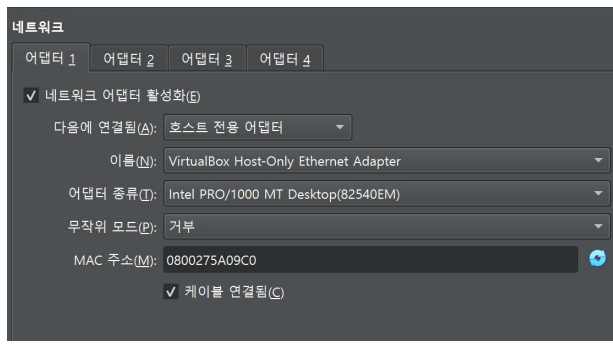 네트워크
어댑터 1 어댑터 2 어댑터 3 어댑터 4
네트워크 어댑터 활성화(E)
다음에 연결됨(A): 호스트 전용 어댑터
이름(N): VirtualBox Host-Only Ethernet Adapter
어댑터 종류(T): Intel PRO/1000 MT Desktop(82540EM)
무작위 모드(P): 거부
MAC 주소(M): 0800275A09C0
케이블 연결됨(C)